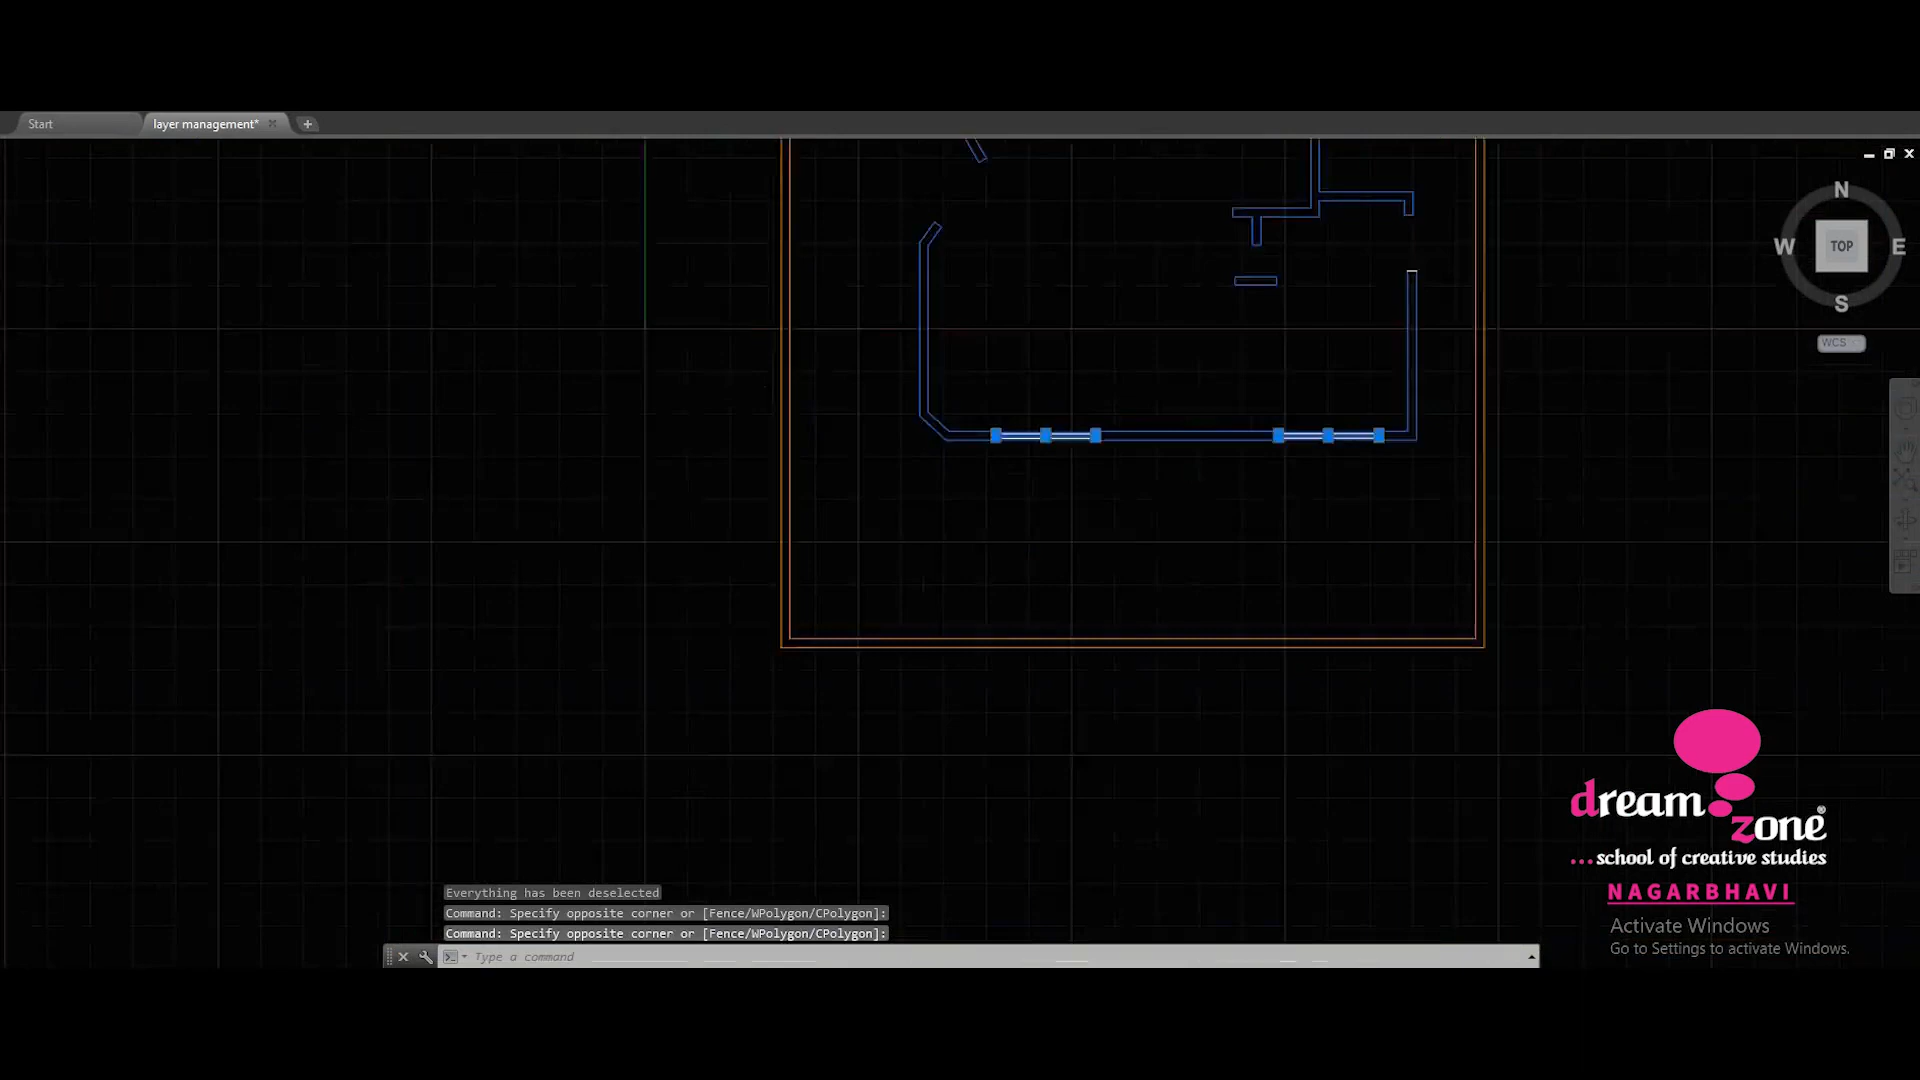 Start
layer management*
N
W
TOP
E
S
WCS
dream
zone®
...school of creative studies
NAGARBHAVI
Activate Windows
Go to Settings to activate Windows.
Everything has been deselected
Command: Specify opposite corner or [Fence/WPolygon/CPolygon]:
Command: Specify opposite corner or [Fence/WPolygon/CPolygon]:
Type a command